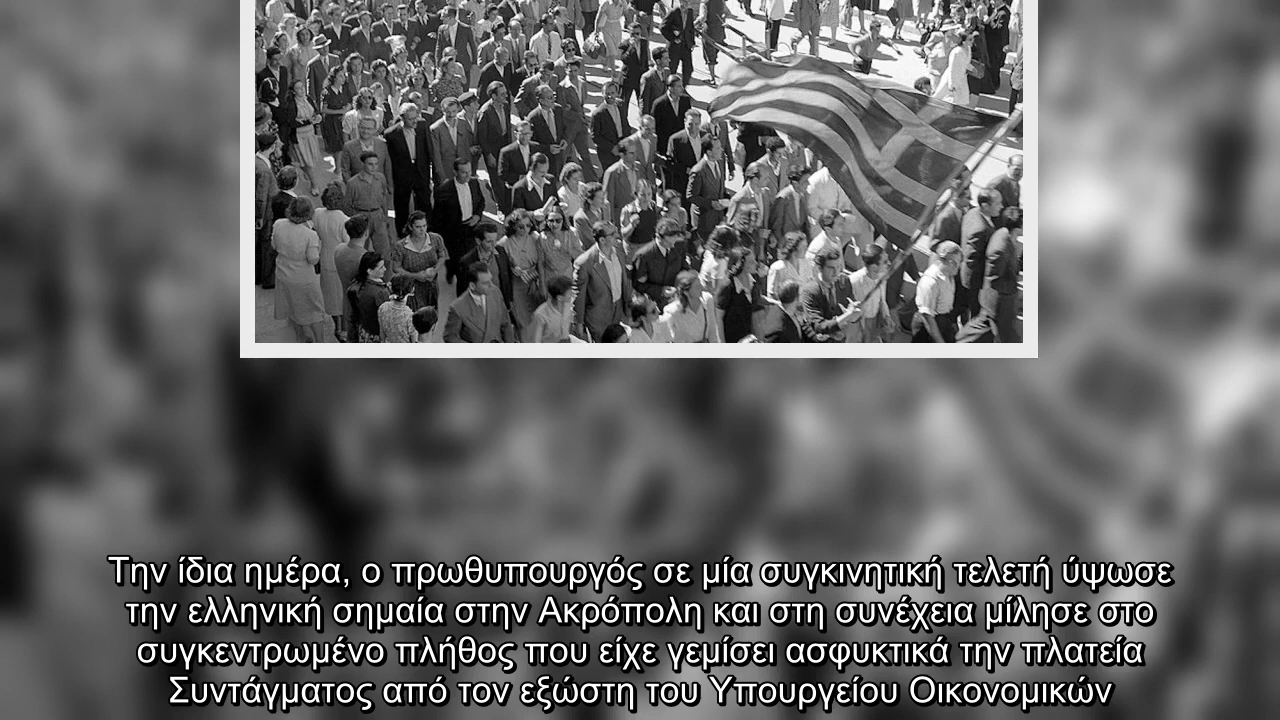 Την ίδια ημέρα, ο πρωθυπουργός σε μία συγκινητική τελετή ύψωσε
την ελληνική σημαία στην Ακρόπολη και στη συνέχεια μίλησε στο
συγκεντρωμένο πλήθος που είχε γεμίσει ασφυκτικά την πλατεία
Συντάγματος από τον εξώστη του Υπουργείου Οικονομικών